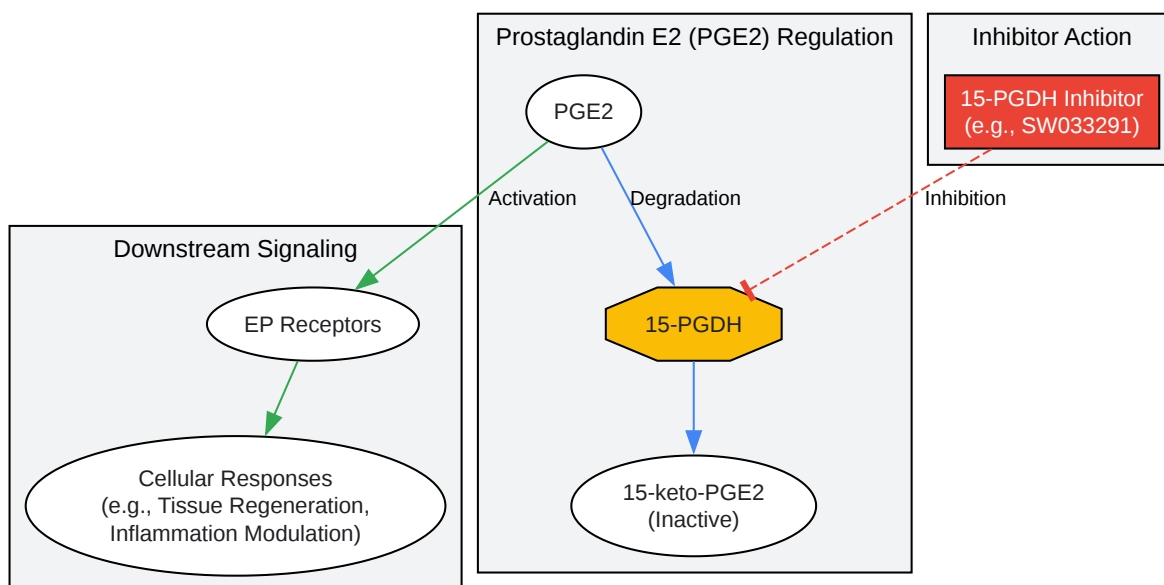 Prostaglandin E2 (PGE2) Regulation
Inhibitor Action
PGE2
15-PGDH Inhibitor
(e.g., SW033291)
Activation
Degradation
Inhibition
Downstream Signaling
EP Receptors
15-PGDH
Cellular Responses
(e.g., Tissue Regeneration,
Inflammation Modulation)
15-keto-PGE2
(Inactive)